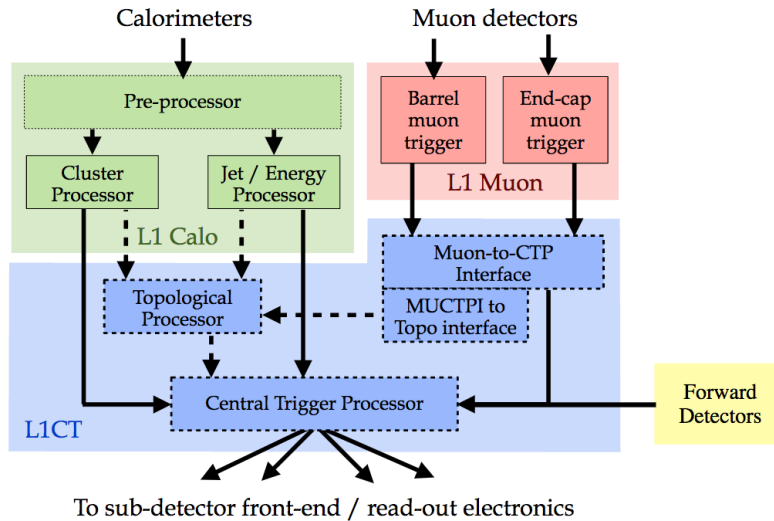 Calorimeters
Muon detectors
Pre-processor
Barrel
muon
trigger
End-cap
muon
trigger
Cluster
Processor
Jet / Energy
Processor
L1 Muon
L1 Calo
Muon-to-CTP
Interface
Topological
Processor
MUCTPI to
Topo interface
Central Trigger Processor
Forward
Detectors
L1CT
To sub-detector front-end / read-out electronics